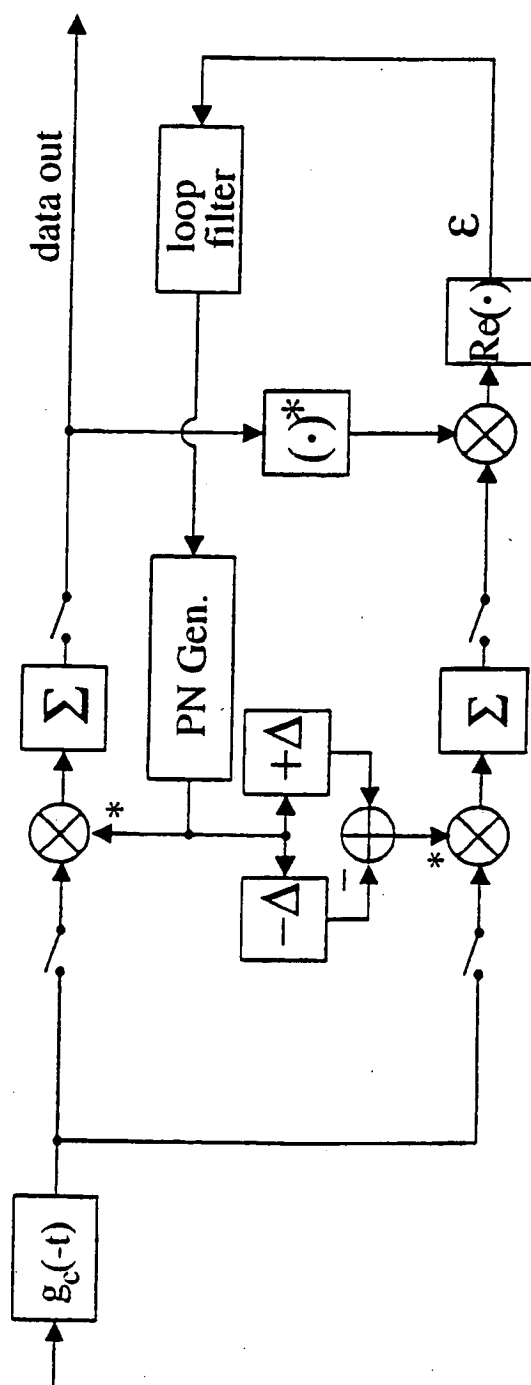 data out
g_c(-t)
Σ
*
loop
filter
PN Gen.
-Δ
+Δ
−
(·)*
*
Σ
Re(·)
ε